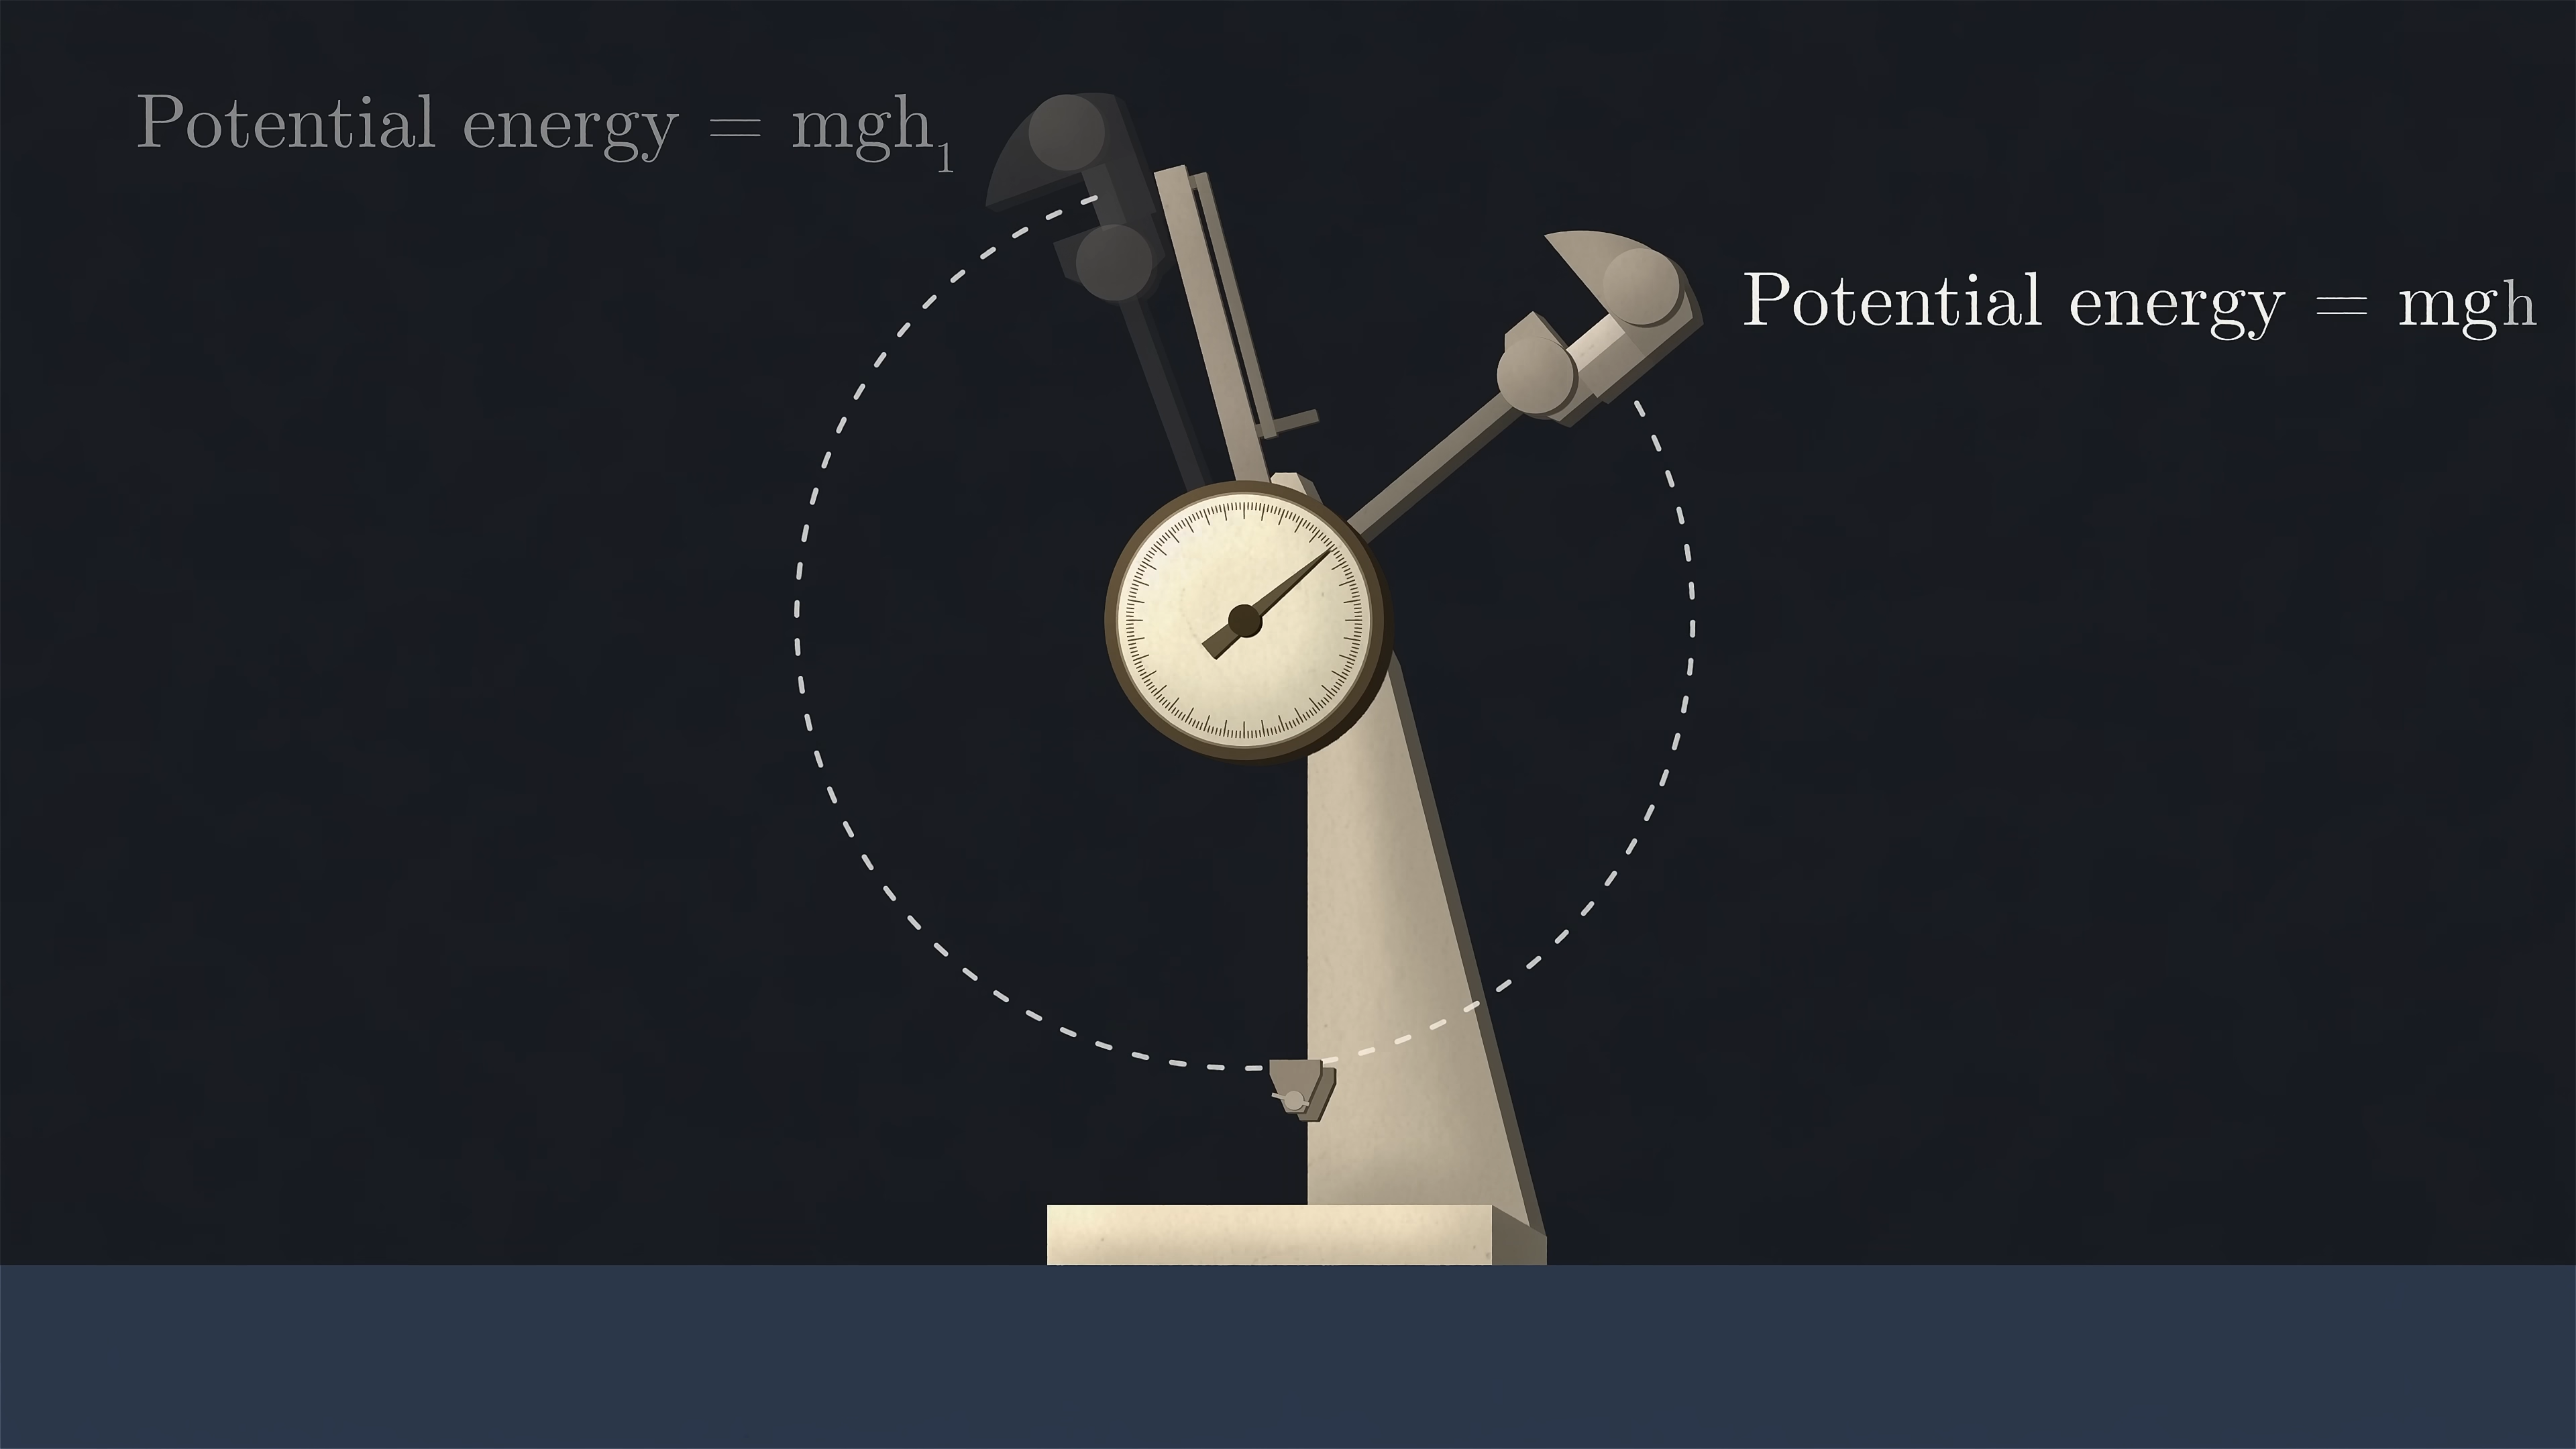 Potential energy = mgh₁
Potential energy = mgh